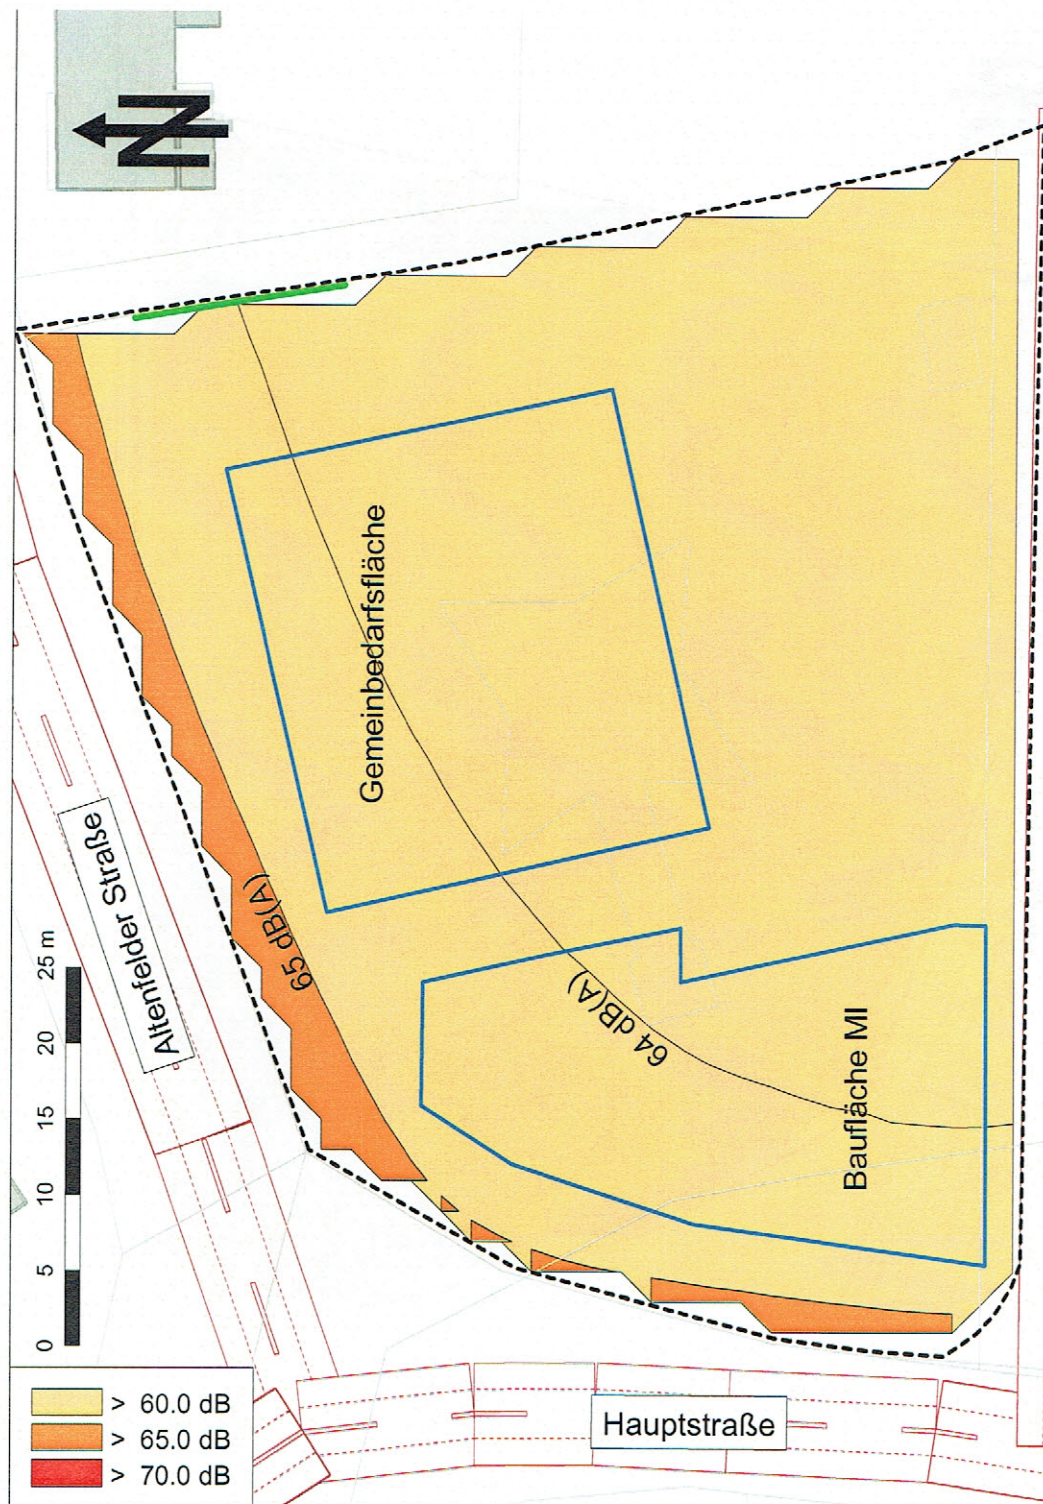 N
Gemeinbedarfsfläche
Altenfelder Straße
65 dB(A)
64 dB(A)
Baufläche MI
0 5 10 15 20 25 m
> 60.0 dB
> 65.0 dB
> 70.0 dB
Hauptstraße